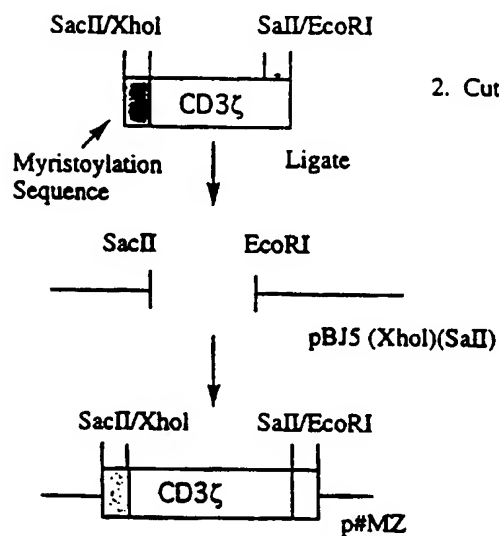 SacII/XhoI SalI/EcoRI
CD3ζ
2. Cut
Myristoylation
Sequence
Ligate
SacII EcoRI
pBJ5 (XhoI)(SalI)
SacII/XhoI SalI/EcoRI
CD3ζ
p#MZ